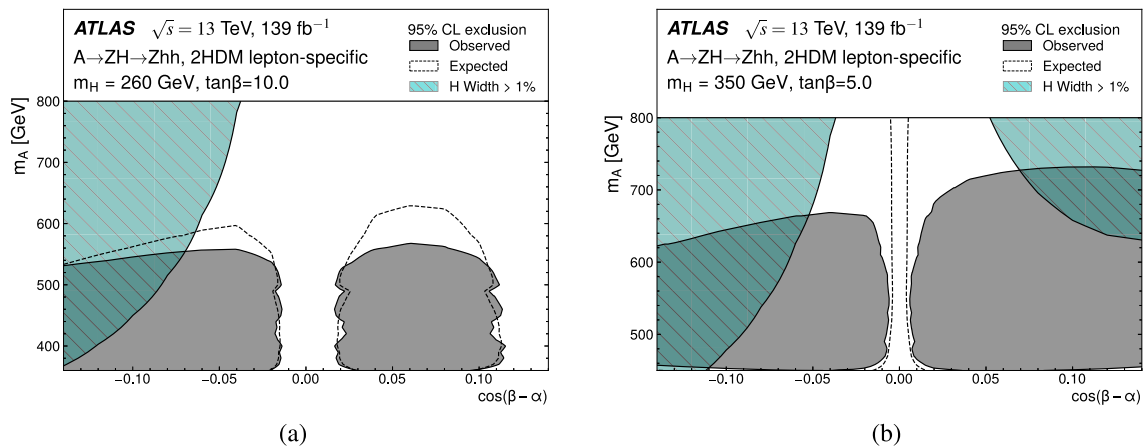 ATLAS √s = 13 TeV, 139 fb⁻¹
A→ZH→Zhh, 2HDM lepton-specific
m_H = 260 GeV, tanβ=10.0
95% CL exclusion
Observed
Expected
H Width > 1%
m_A [GeV]
800
700
600
500
400
−0.10
−0.05
0.00
0.05
0.10
cos(β−α)
(a)
ATLAS √s = 13 TeV, 139 fb⁻¹
A→ZH→Zhh, 2HDM lepton-specific
m_H = 350 GeV, tanβ=5.0
95% CL exclusion
Observed
Expected
H Width > 1%
m_A [GeV]
800
700
600
500
−0.10
−0.05
0.00
0.05
0.10
cos(β−α)
(b)